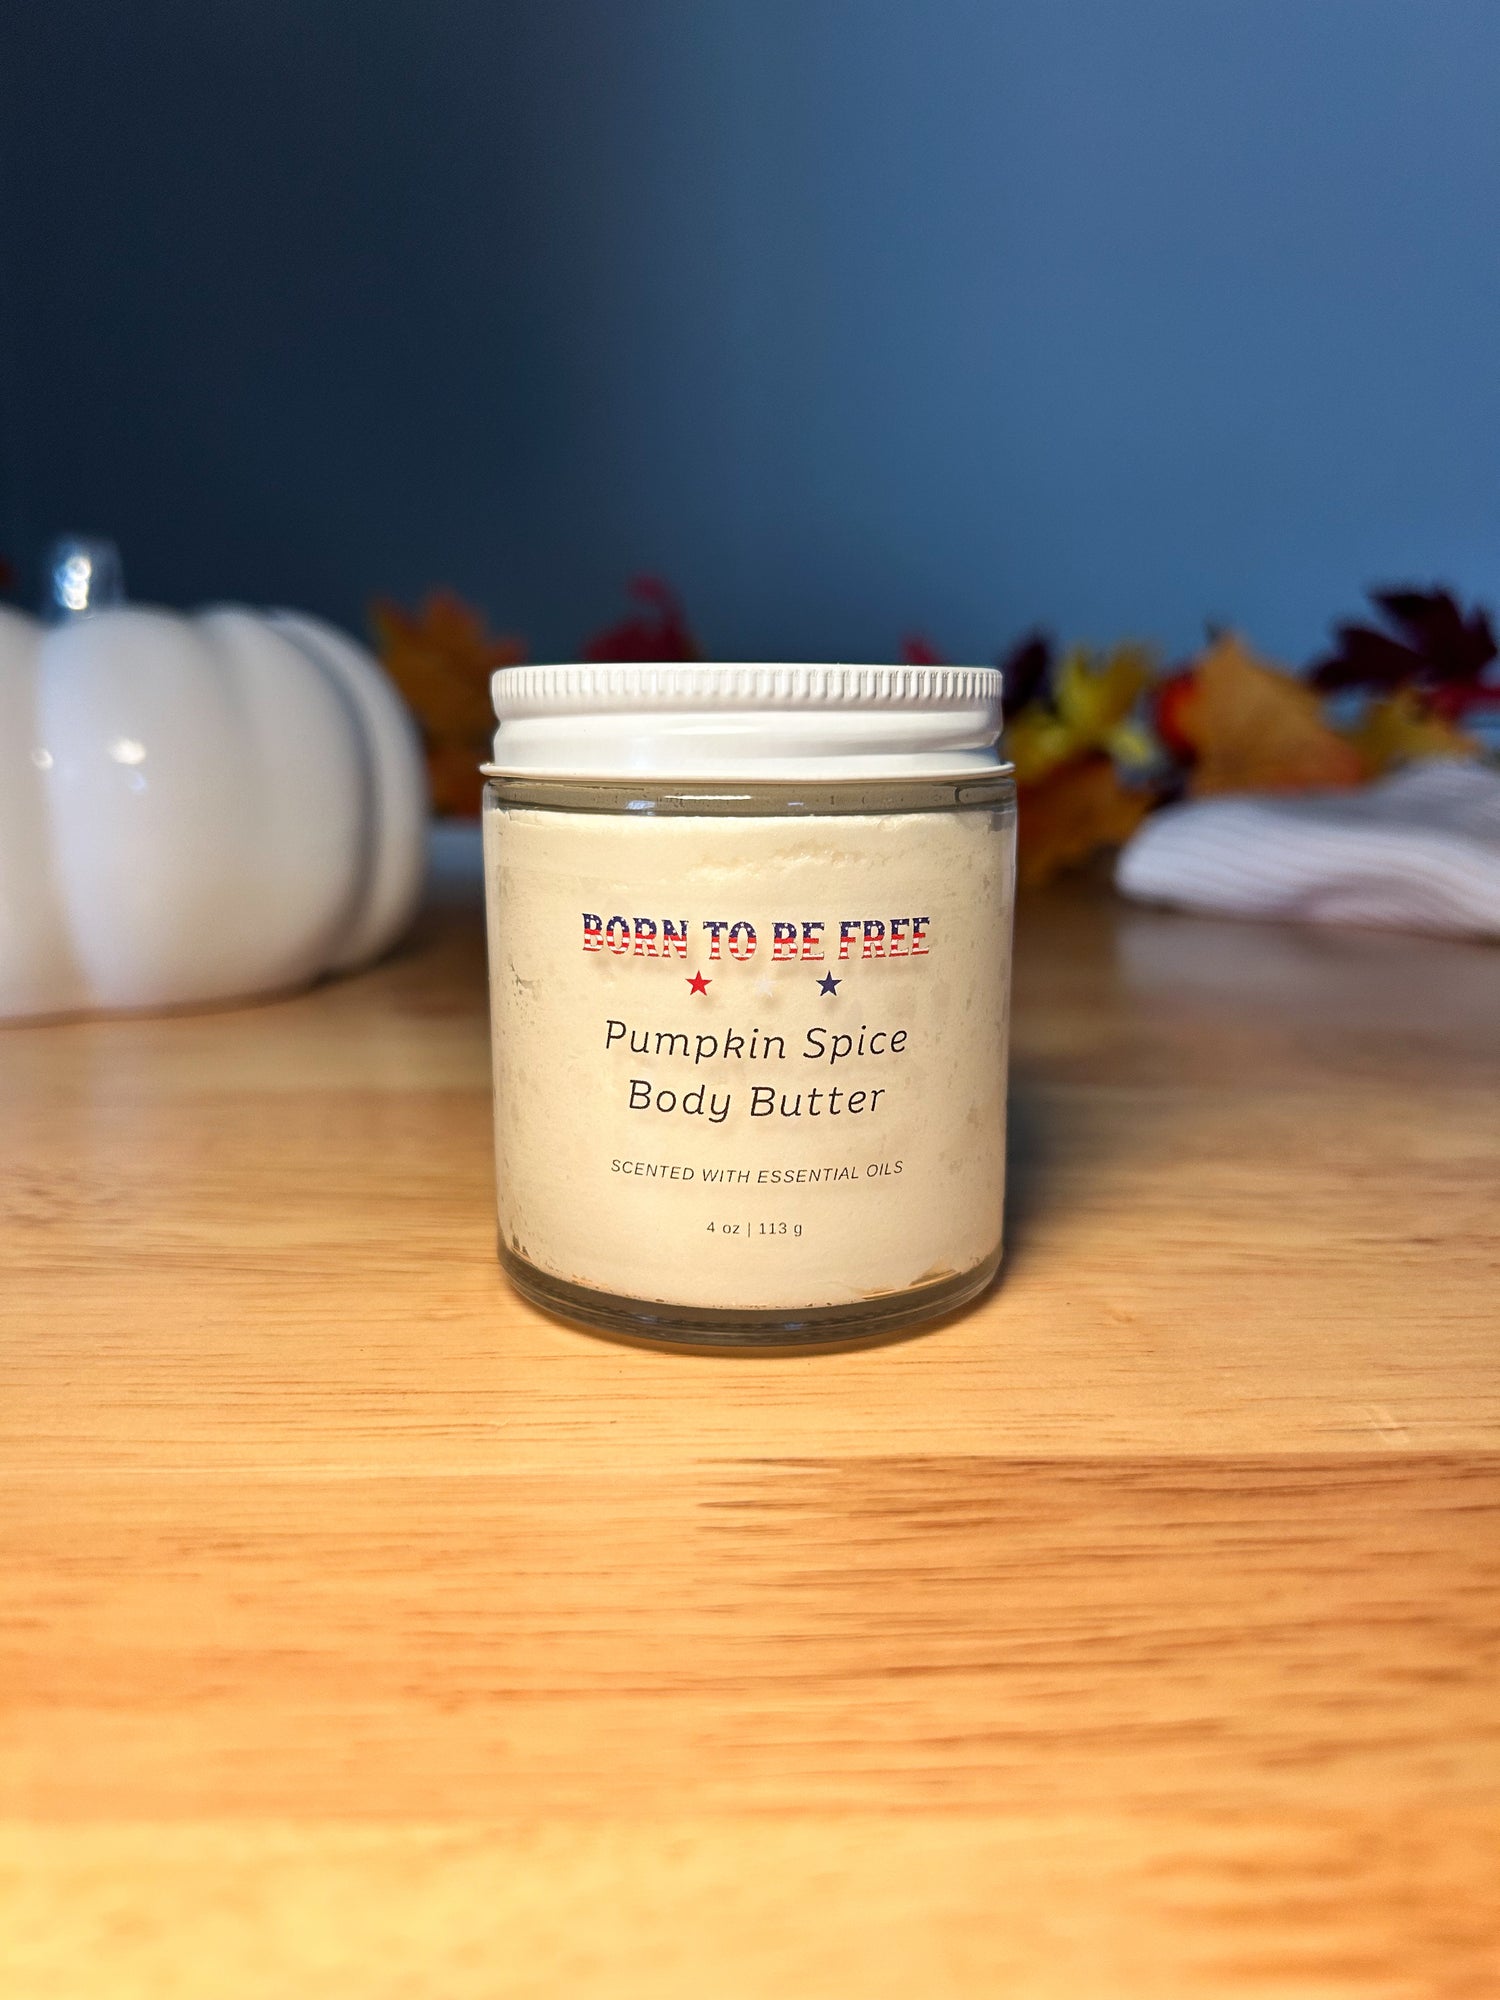 BORN TO BE FREE
Pumpkin Spice
Body Butter
SCENTED WITH ESSENTIAL OILS
4 oz | 113 g